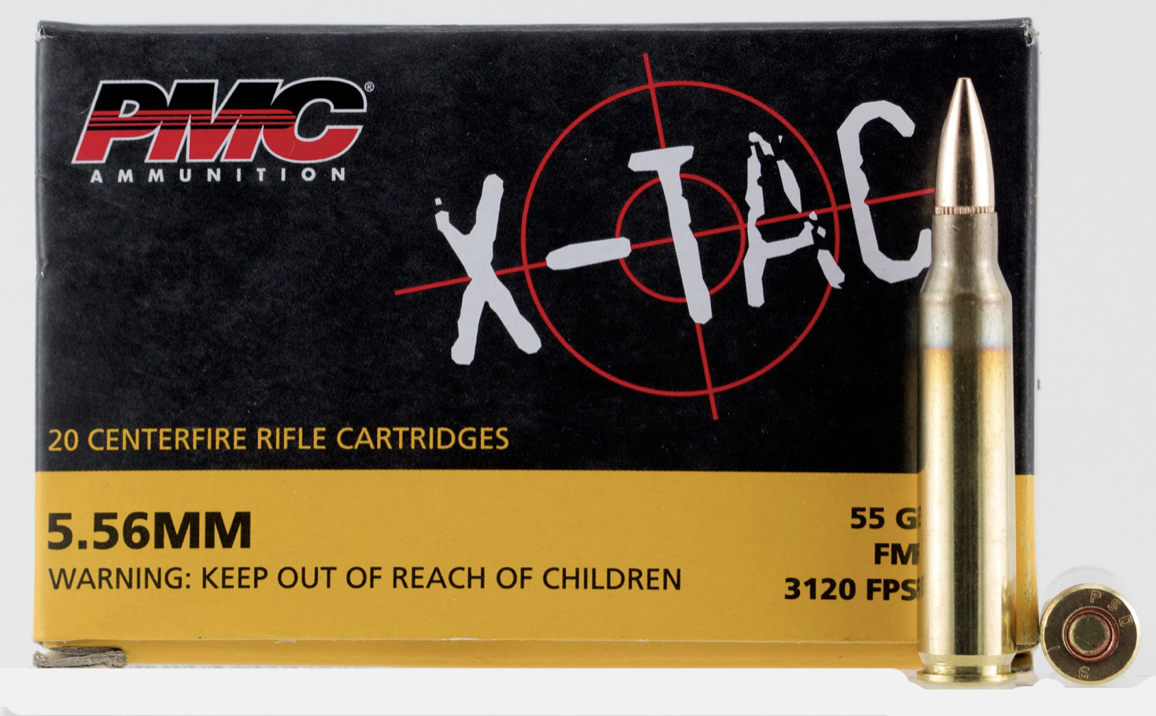 PMC®
AMMUNITION
X-TAC
20 CENTERFIRE RIFLE CARTRIDGES
5.56MM
WARNING: KEEP OUT OF REACH OF CHILDREN
55 G
FM
3120 FPS